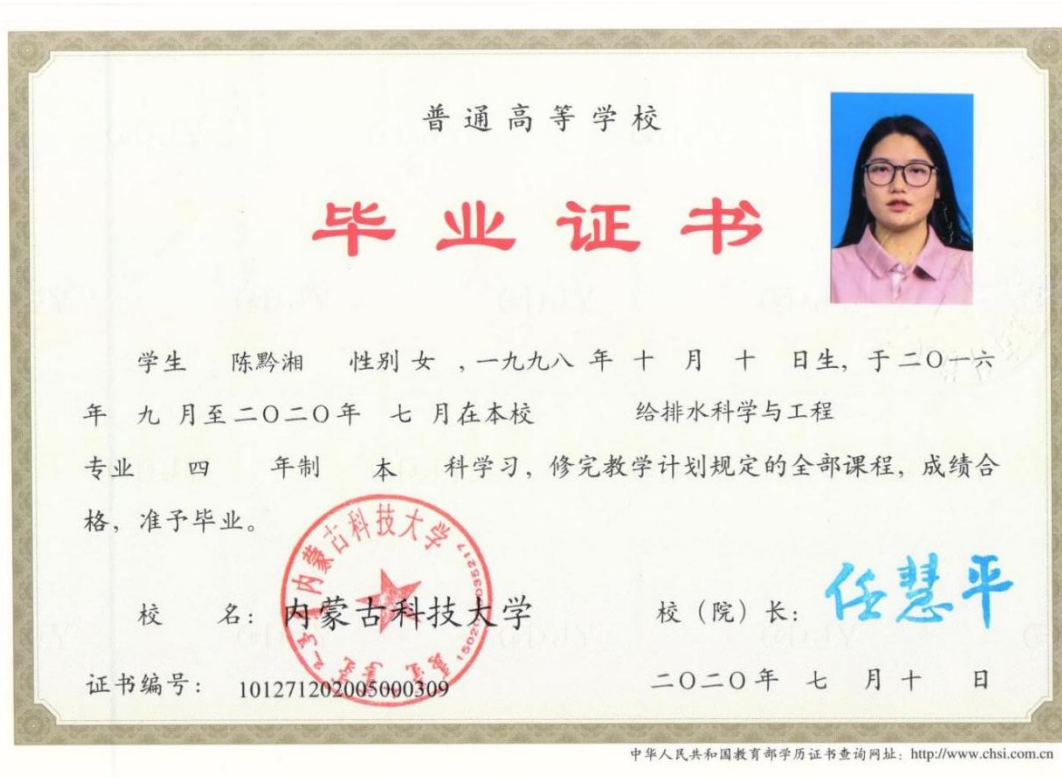 普通高等学校
毕业证书
学生 陈黔湘 性别 女 ,一九九八 年 十 月 十 日生, 于二〇一六
年 九 月至二〇二〇年 七 月在本校 给排水科学与工程
专业 四 年制 本 科学习, 修完教学计划规定的全部课程, 成绩合
格, 准予毕业。
内蒙古科技大学
校 名: 内蒙古科技大学 校（院）长: 任慧平
证书编号: 101271202005000309 二〇二〇年 七 月 十 日
中华人民共和国教育部学历证书查询网址: http://www.chsi.com.cn